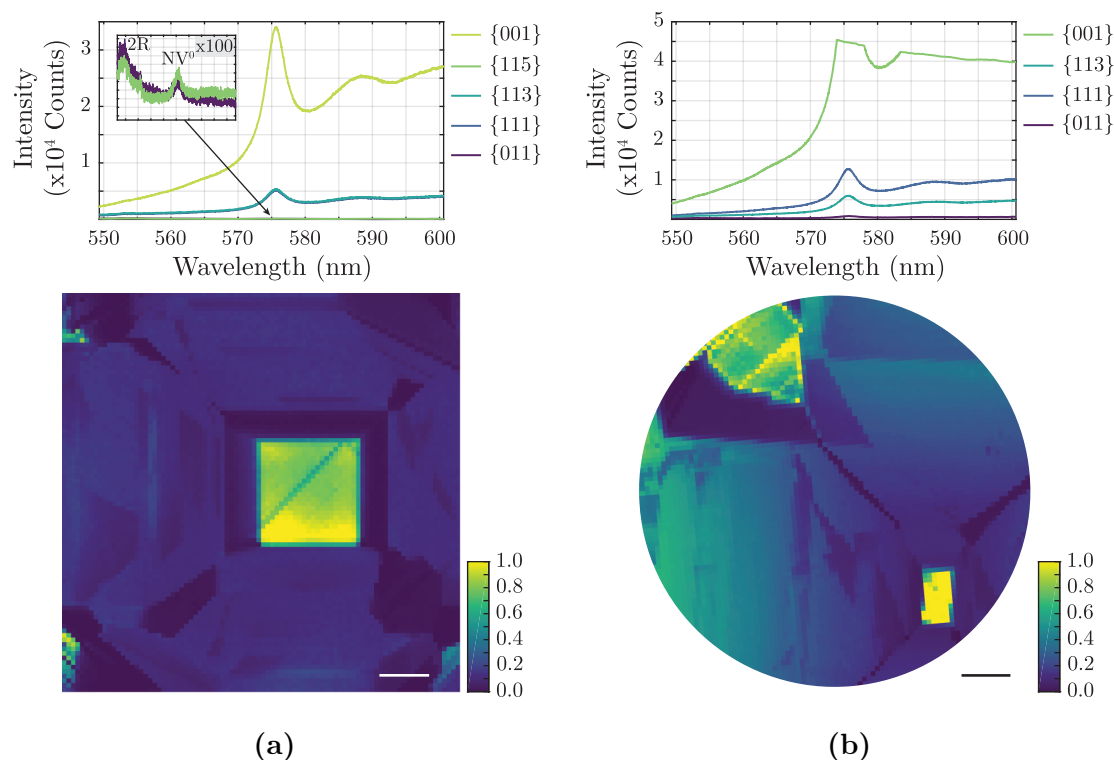 3
2
1
2R
x100
NV⁰
Intensity
(x10⁴ Counts)
550 560 570 580 590 600
Wavelength (nm)
{001}
{115}
{113}
{111}
{011}
5
4
3
2
1
Intensity
(x10⁴ Counts)
550 560 570 580 590 600
Wavelength (nm)
{001}
{113}
{111}
{011}
1.0
0.8
0.6
0.4
0.2
0.0
1.0
0.8
0.6
0.4
0.2
0.0
(a)
(b)